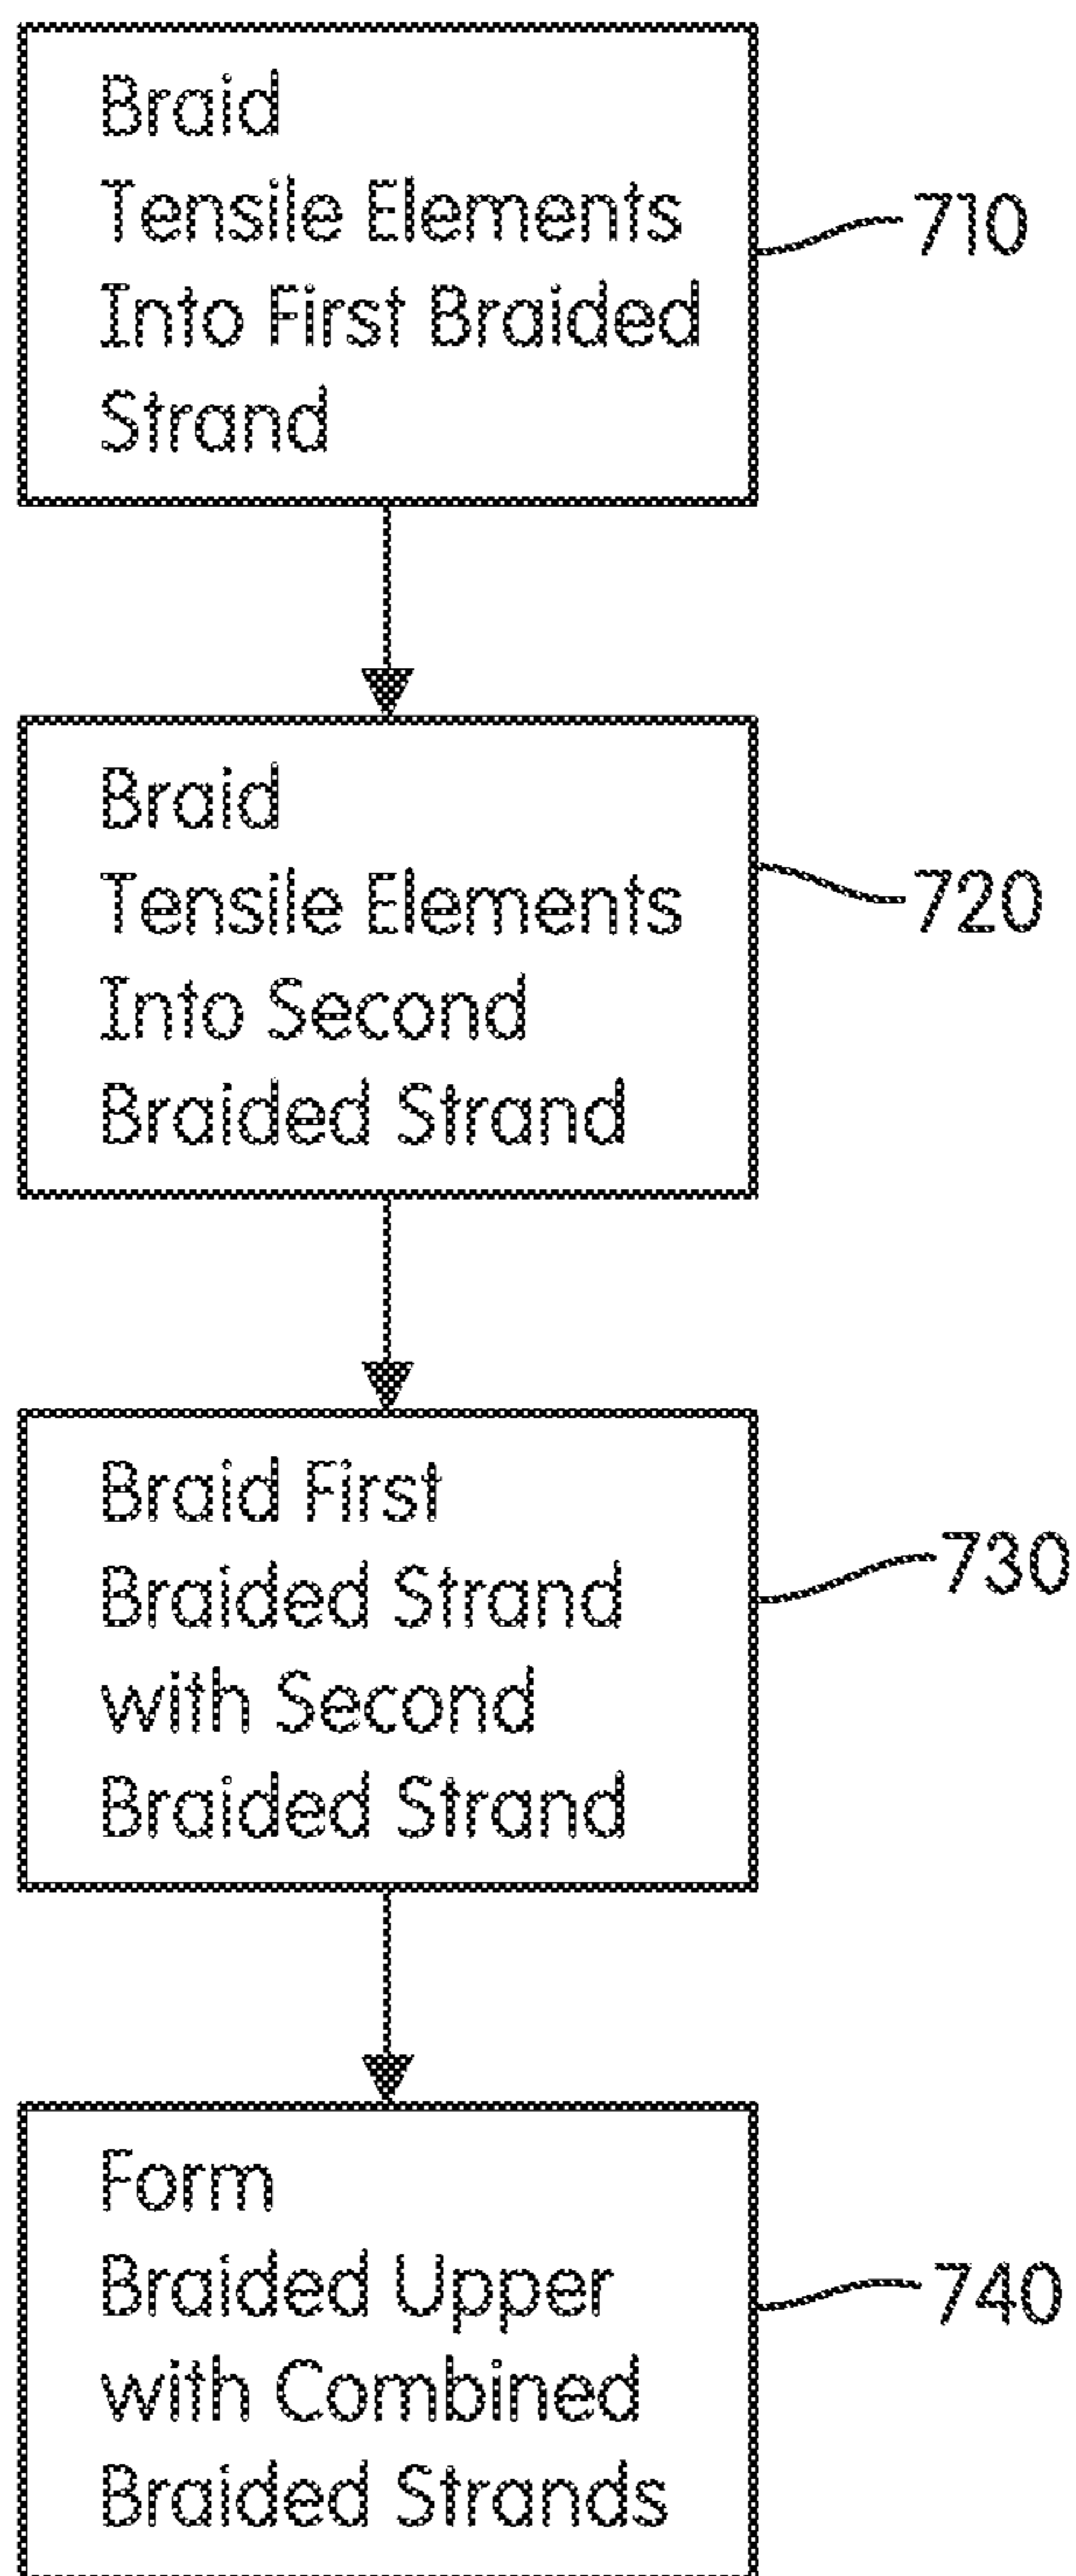 Braid
Tensile Elements
Into First Braided
Strand
710
Braid
Tensile Elements
Into Second
Braided Strand
720
Braid First
Braided Strand
with Second
Braided Strand
730
Form
Braided Upper
with Combined
Braided Strands
740